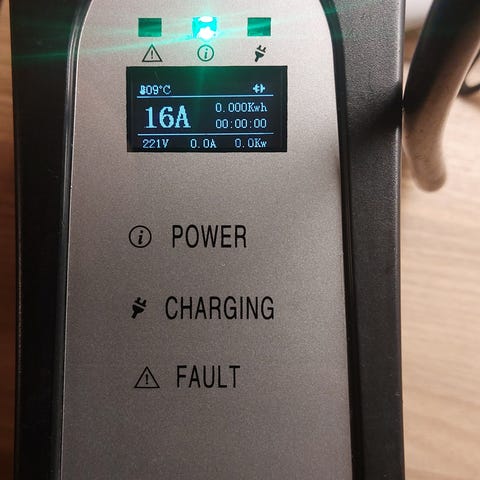 09°C
16A
0.000Kwh
00:00:00
221V 0.0A 0.0Kw
POWER
CHARGING
FAULT